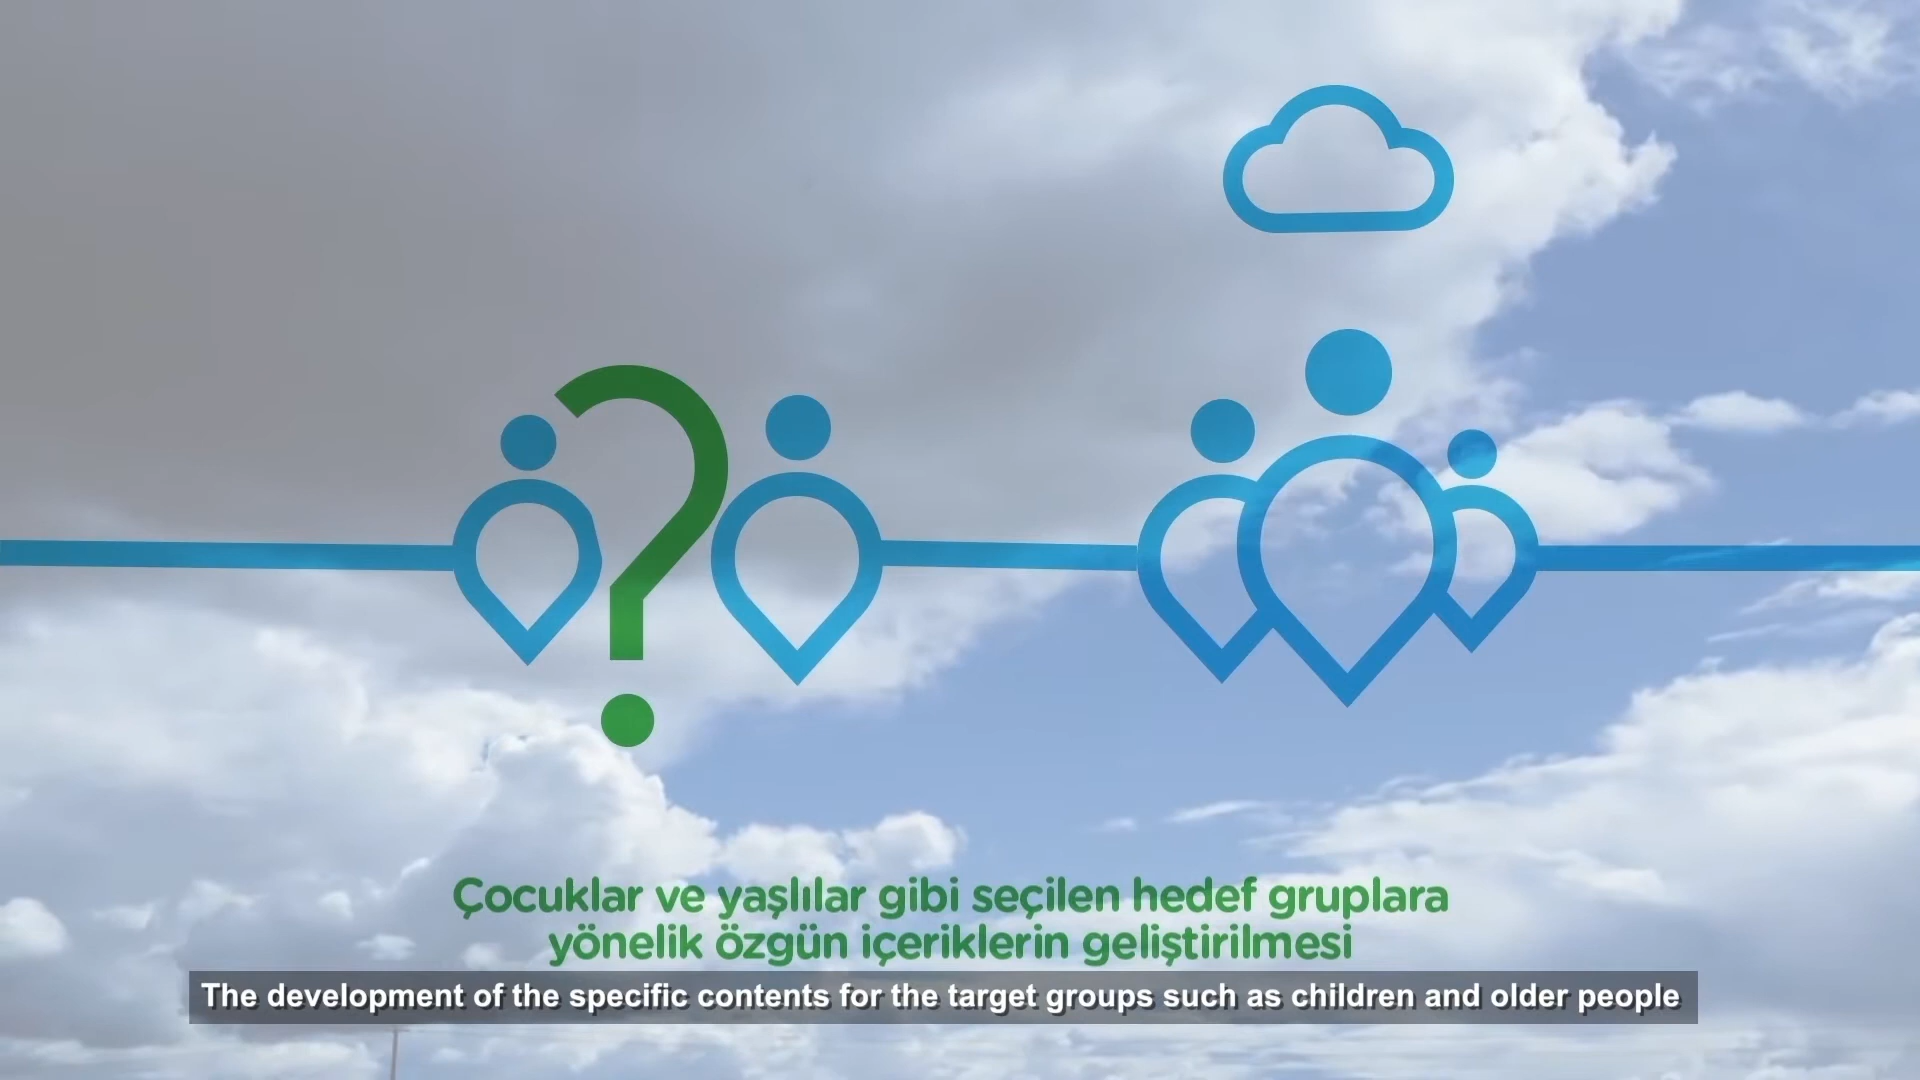 Çocuklar ve yaşlılar gibi seçilen hedef gruplara
yönelik özgün içeriklerin geliştirilmesi
The development of the specific contents for the target groups such as children and older people